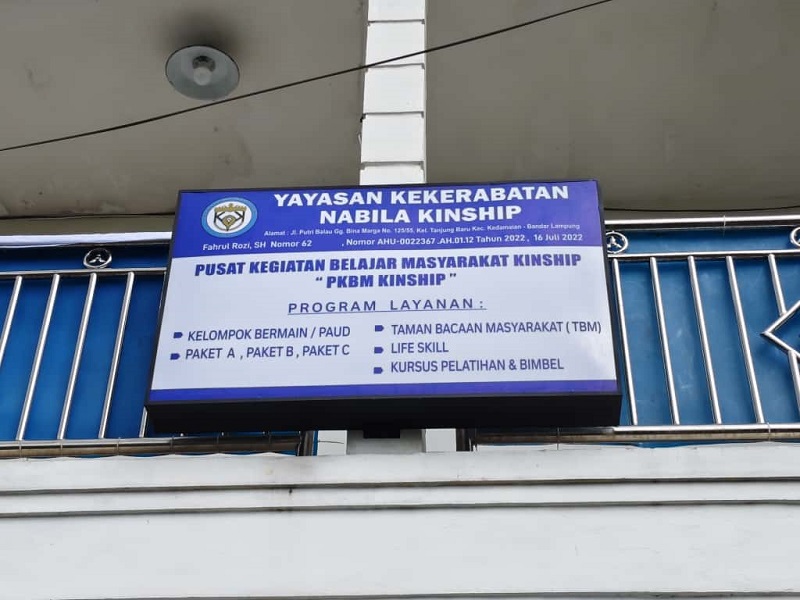 YAYASAN KEKERABATAN
NABILA KINSHIP
Alamat : Jl. Putri Balau Gg. Bina Marga No. 125/55, Kel. Tanjung Baru Kec. Kedamaian - Bandar Lampung
Fahrul Rozi, SH Nomor 62 , Nomor AHU-0022367 .AH.01.12 Tahun 2022 , 16 Juli 2022
PUSAT KEGIATAN BELAJAR MASYARAKAT KINSHIP
" PKBM KINSHIP "
PROGRAM LAYANAN :
KELOMPOK BERMAIN / PAUD
PAKET A , PAKET B , PAKET C
TAMAN BACAAN MASYARAKAT ( TBM)
LIFE SKILL
KURSUS PELATIHAN & BIMBEL